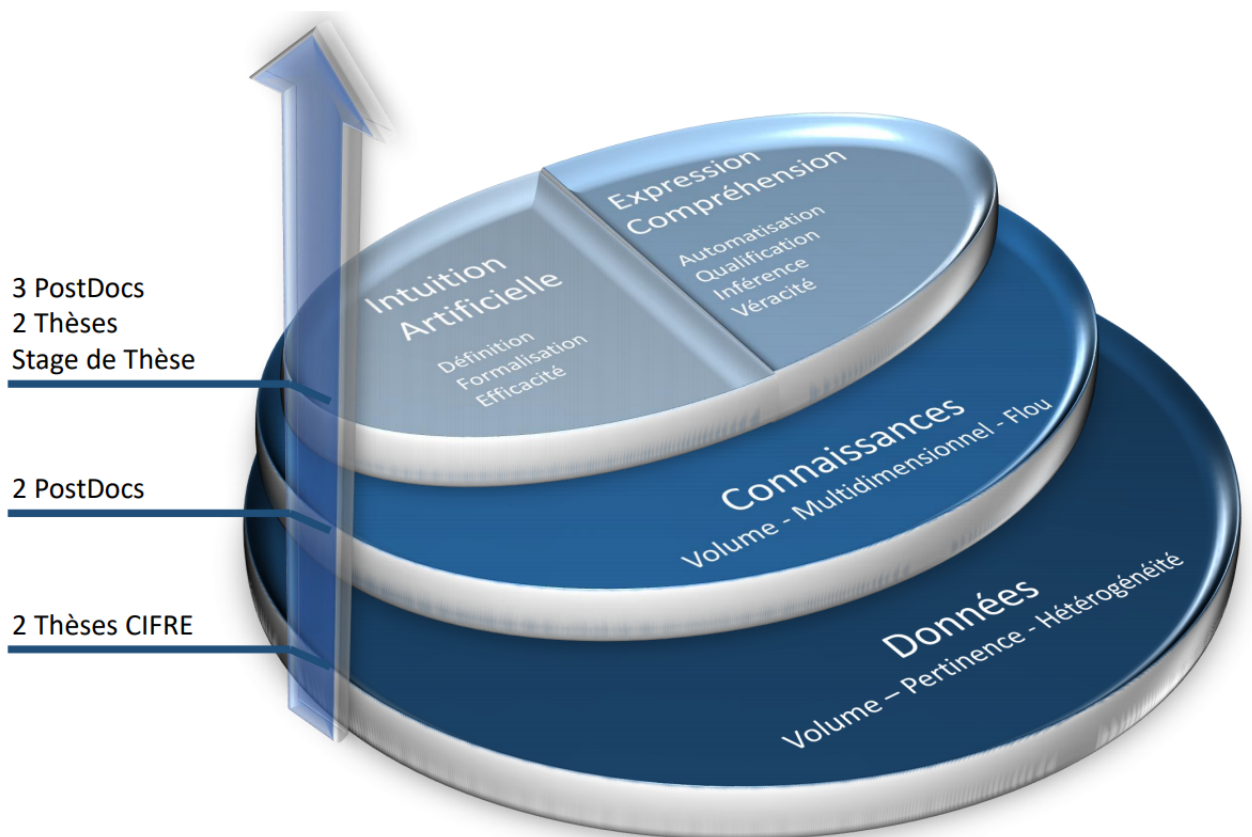 Expression
Compréhension
Automatisation
Qualification
Inférence
Véracité
Intuition
Artificielle
Définition
Formalisation
Efficacité
3 PostDocs
2 Thèses
Stage de Thèse
Connaissances
Volume - Multidimensionnel - Flou
2 PostDocs
Données
Volume – Pertinence - Hétérogénéité
2 Thèses CIFRE